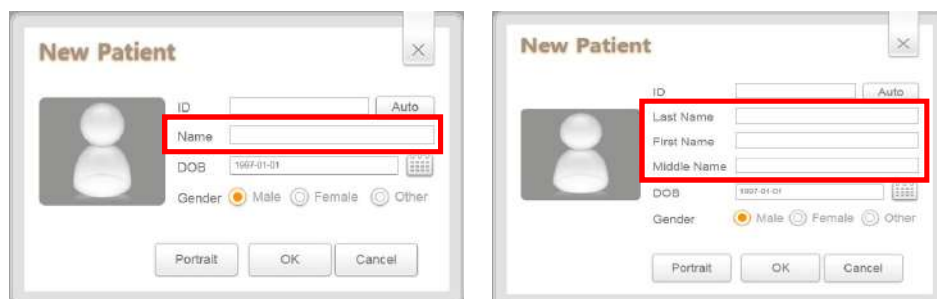 New Patient
ID
Auto
Name
DOB 1997-01-01
Gender Male Female Other
Portrait OK Cancel
New Patient
ID
Auto
Last Name
First Name
Middle Name
DOB 1997-01-01
Gender Male Female Other
Portrait OK Cancel